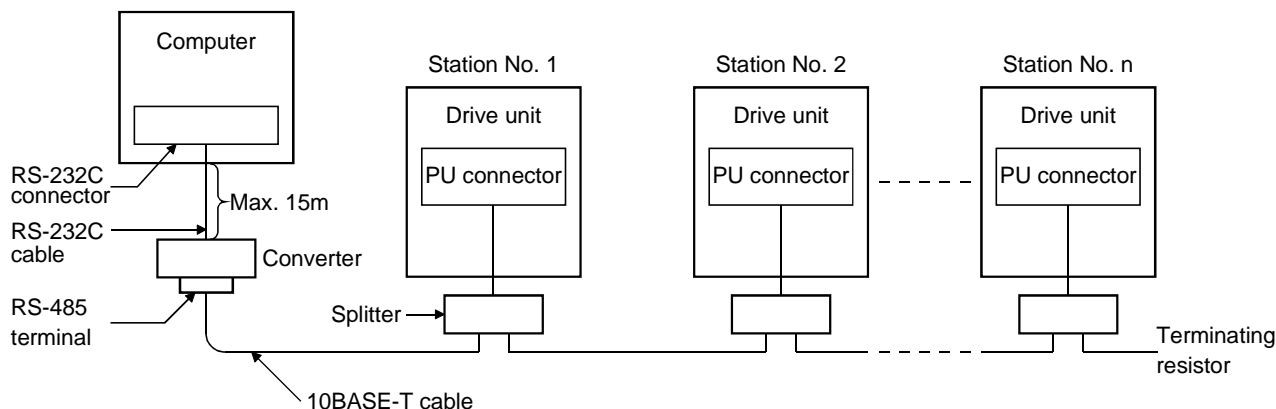 Computer
Station No. 1
Station No. 2
Station No. n
Drive unit
Drive unit
Drive unit
PU connector
PU connector
PU connector
RS-232C
connector
Max. 15m
RS-232C
cable
Converter
RS-485
terminal
Splitter
Terminating
resistor
10BASE-T cable